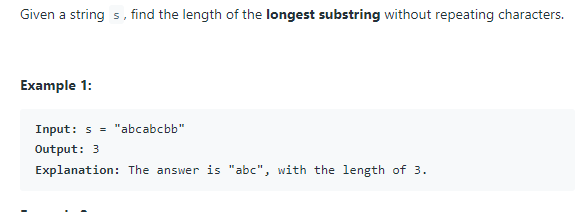 Given a string s, find the length of the longest substring without repeating characters.
Example 1:
Input: s = "abcabcbb"
Output: 3
Explanation: The answer is "abc", with the length of 3.